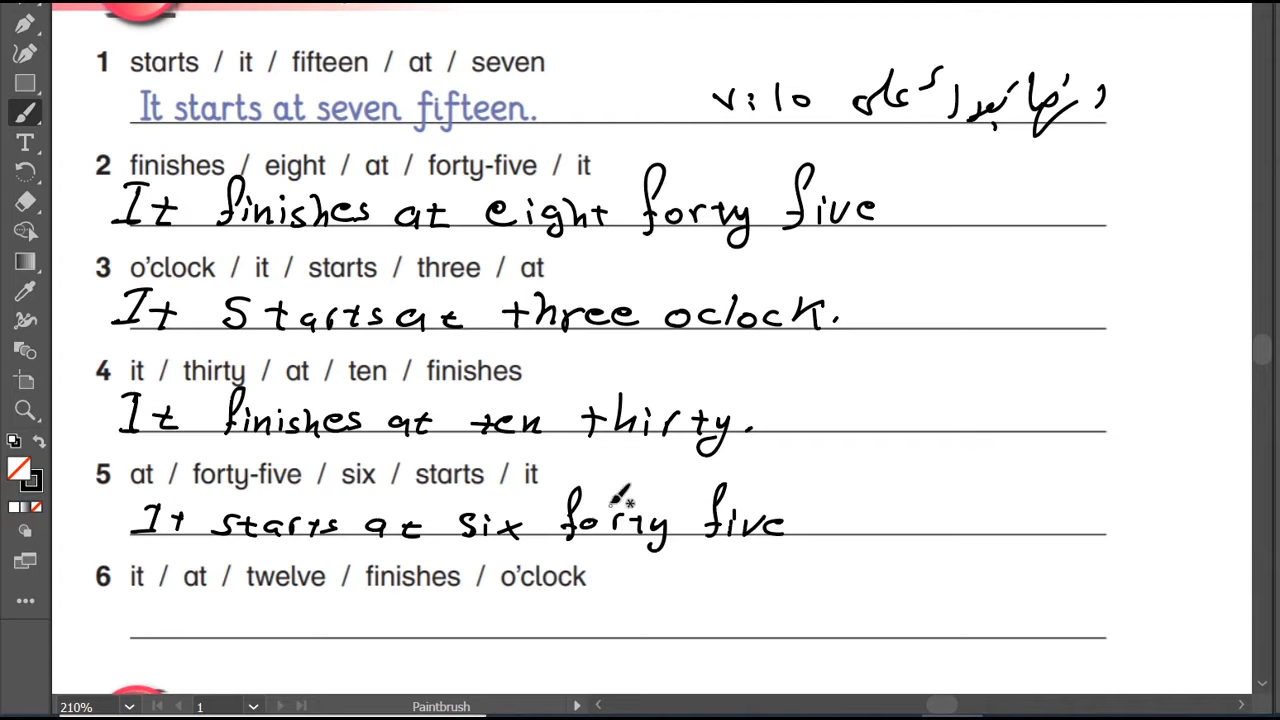 1 starts / it / fifteen / at / seven
It starts at seven fifteen.
2 finishes / eight / at / forty-five / it
It finishes at eight forty five
3 o'clock / it / starts / three / at
It Starts at three oclock.
4 it / thirty / at / ten / finishes
It finishes at ten thirty.
5 at / forty-five / six / starts / it
It starts at six forty five
6 it / at / twelve / finishes / o'clock
210%
1
Paintbrush